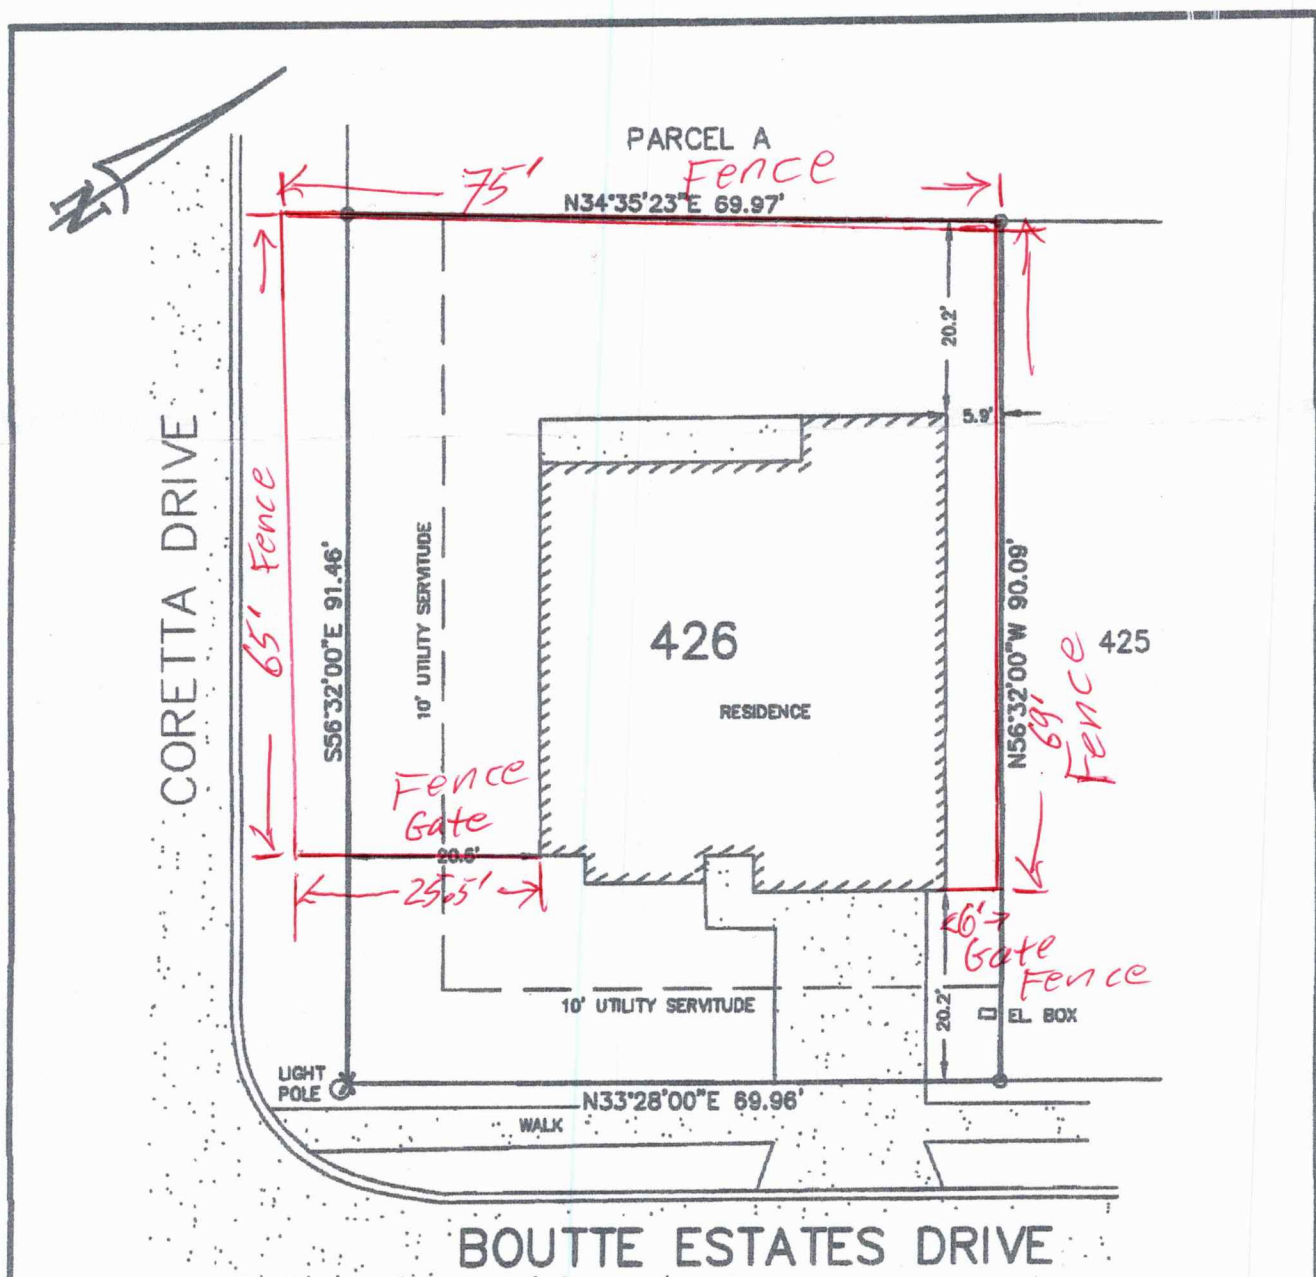 N
PARCEL A
75' Fence
N34°35'23"E 69.97'
20.2'
5.9'
CORETTA DRIVE
65' Fence
S56°32'00"E 91.46'
10' UTILITY SERVITUDE
426
RESIDENCE
N56°32'00"W 90.09'
69'
Fence
425
Fence
Gate
20.5'
25.5'
6'
Gate
Fence
20.2'
10' UTILITY SERVITUDE
EL. BOX
LIGHT
POLE
N33°28'00"E 69.96'
WALK
BOUTTE ESTATES DRIVE